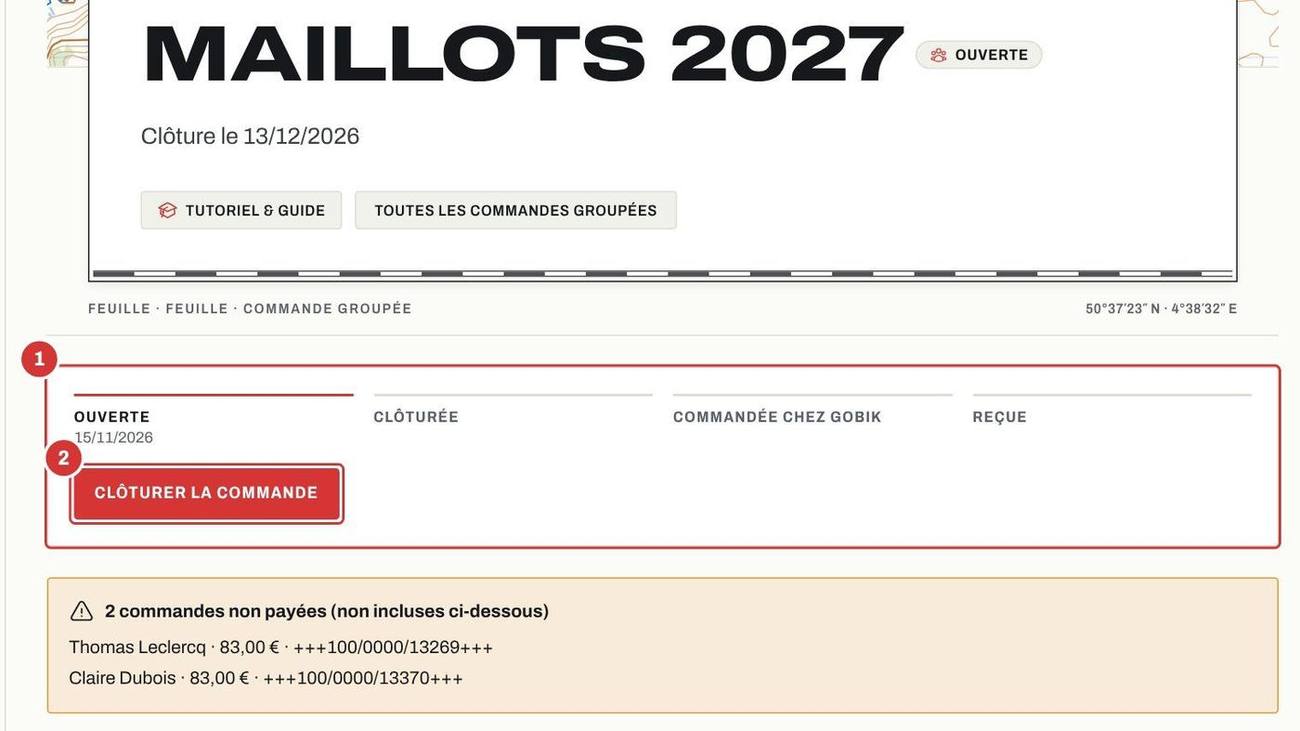 MAILLOTS 2027
OUVERTE
Clôture le 13/12/2026
TUTORIEL & GUIDE
TOUTES LES COMMANDES GROUPÉES
FEUILLE · FEUILLE · COMMANDE GROUPÉE
50°37′23″ N · 4°38′32″ E
1
OUVERTE
15/11/2026
CLÔTURÉE
COMMANDÉE CHEZ GOBIK
REÇUE
2
CLÔTURER LA COMMANDE
2 commandes non payées (non incluses ci-dessous)
Thomas Leclercq · 83,00 € · +++100/0000/13269+++
Claire Dubois · 83,00 € · +++100/0000/13370+++